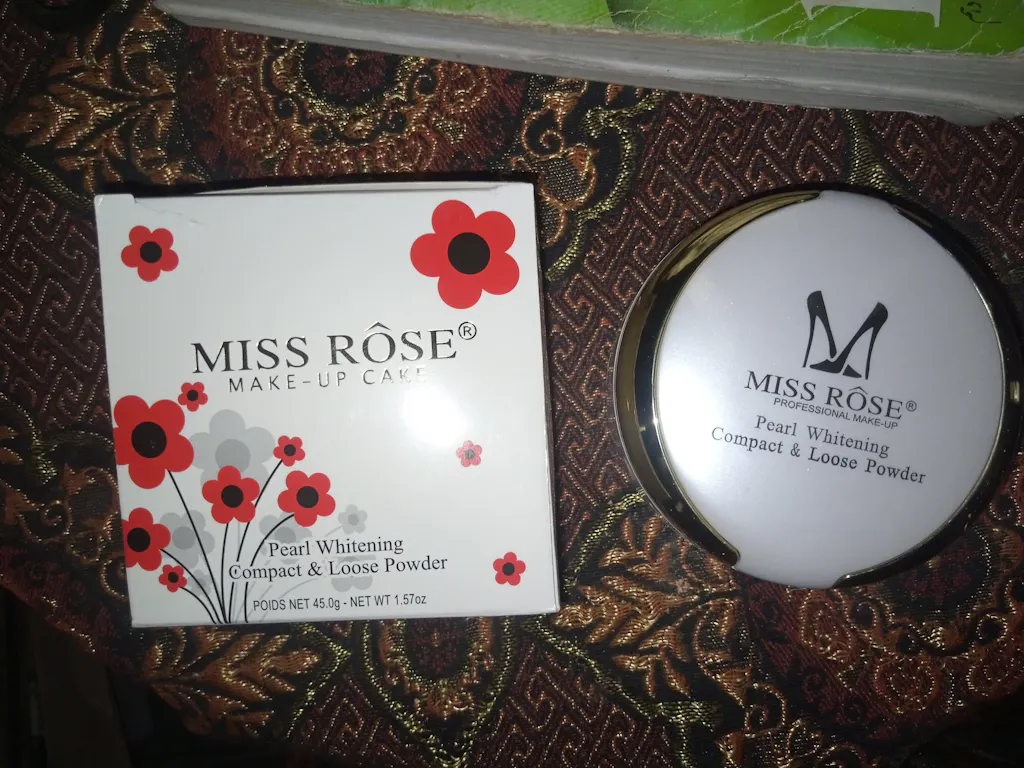 MISS RÔSE®
MAKE-UP CAKE
Pearl Whitening
Compact & Loose Powder
POIDS NET 45.0g - NET WT 1.57oz
MISS RÔSE®
PROFESSIONAL MAKE-UP
Pearl Whitening
Compact & Loose Powder